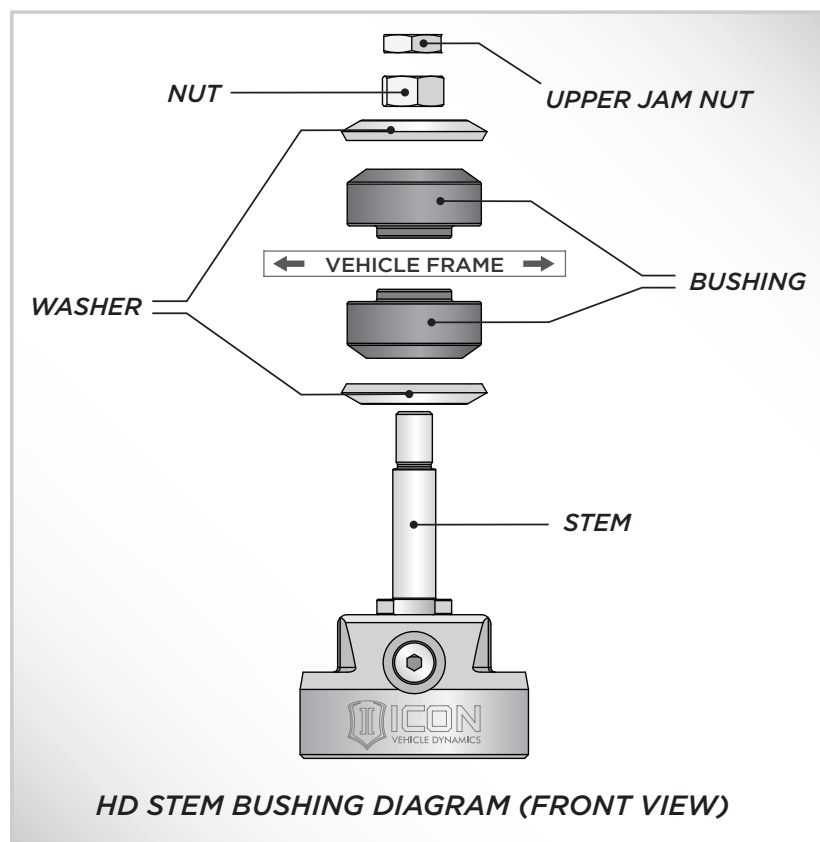 NUT
UPPER JAM NUT
VEHICLE FRAME
BUSHING
WASHER
STEM
ICON
VEHICLE DYNAMICS
HD STEM BUSHING DIAGRAM (FRONT VIEW)